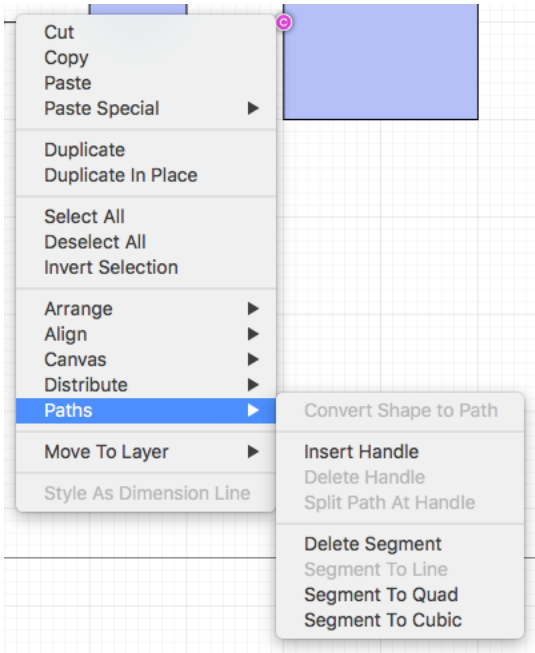 C
Cut
Copy
Paste
Paste Special
Duplicate
Duplicate In Place
Select All
Deselect All
Invert Selection
Arrange
Align
Canvas
Distribute
Paths
Move To Layer
Style As Dimension Line
Convert Shape to Path
Insert Handle
Delete Handle
Split Path At Handle
Delete Segment
Segment To Line
Segment To Quad
Segment To Cubic